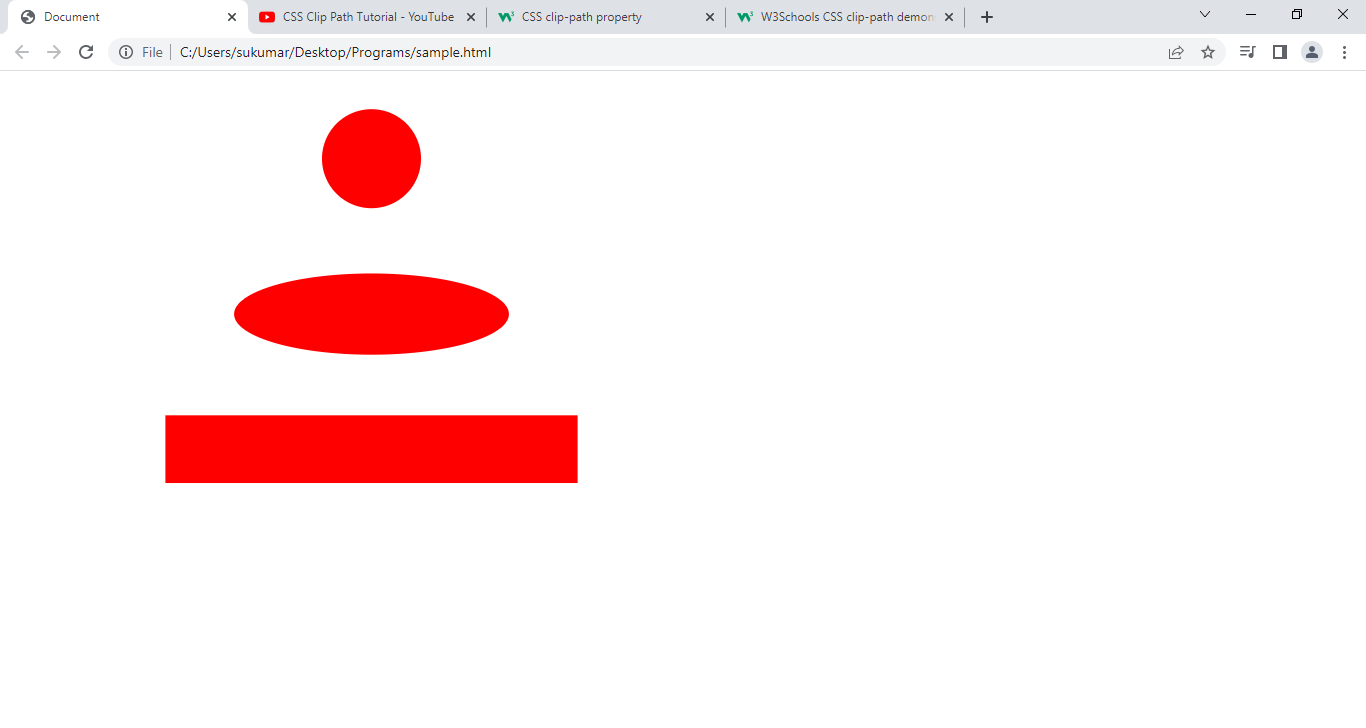 Document
CSS Clip Path Tutorial - YouTube
CSS clip-path property
W3Schools CSS clip-path demon
File
C:/Users/sukumar/Desktop/Programs/sample.html